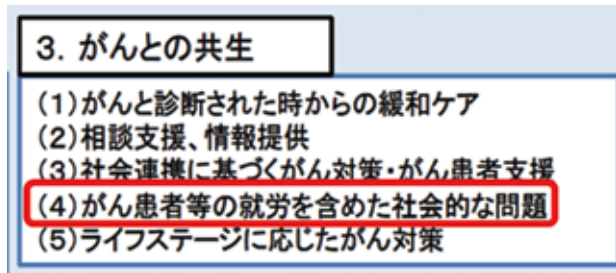 3. がんとの共生
(1)がんと診断された時からの緩和ケア
(2)相談支援、情報提供
(3)社会連携に基づくがん対策・がん患者支援
(4)がん患者等の就労を含めた社会的な問題
(5)ライフステージに応じたがん対策